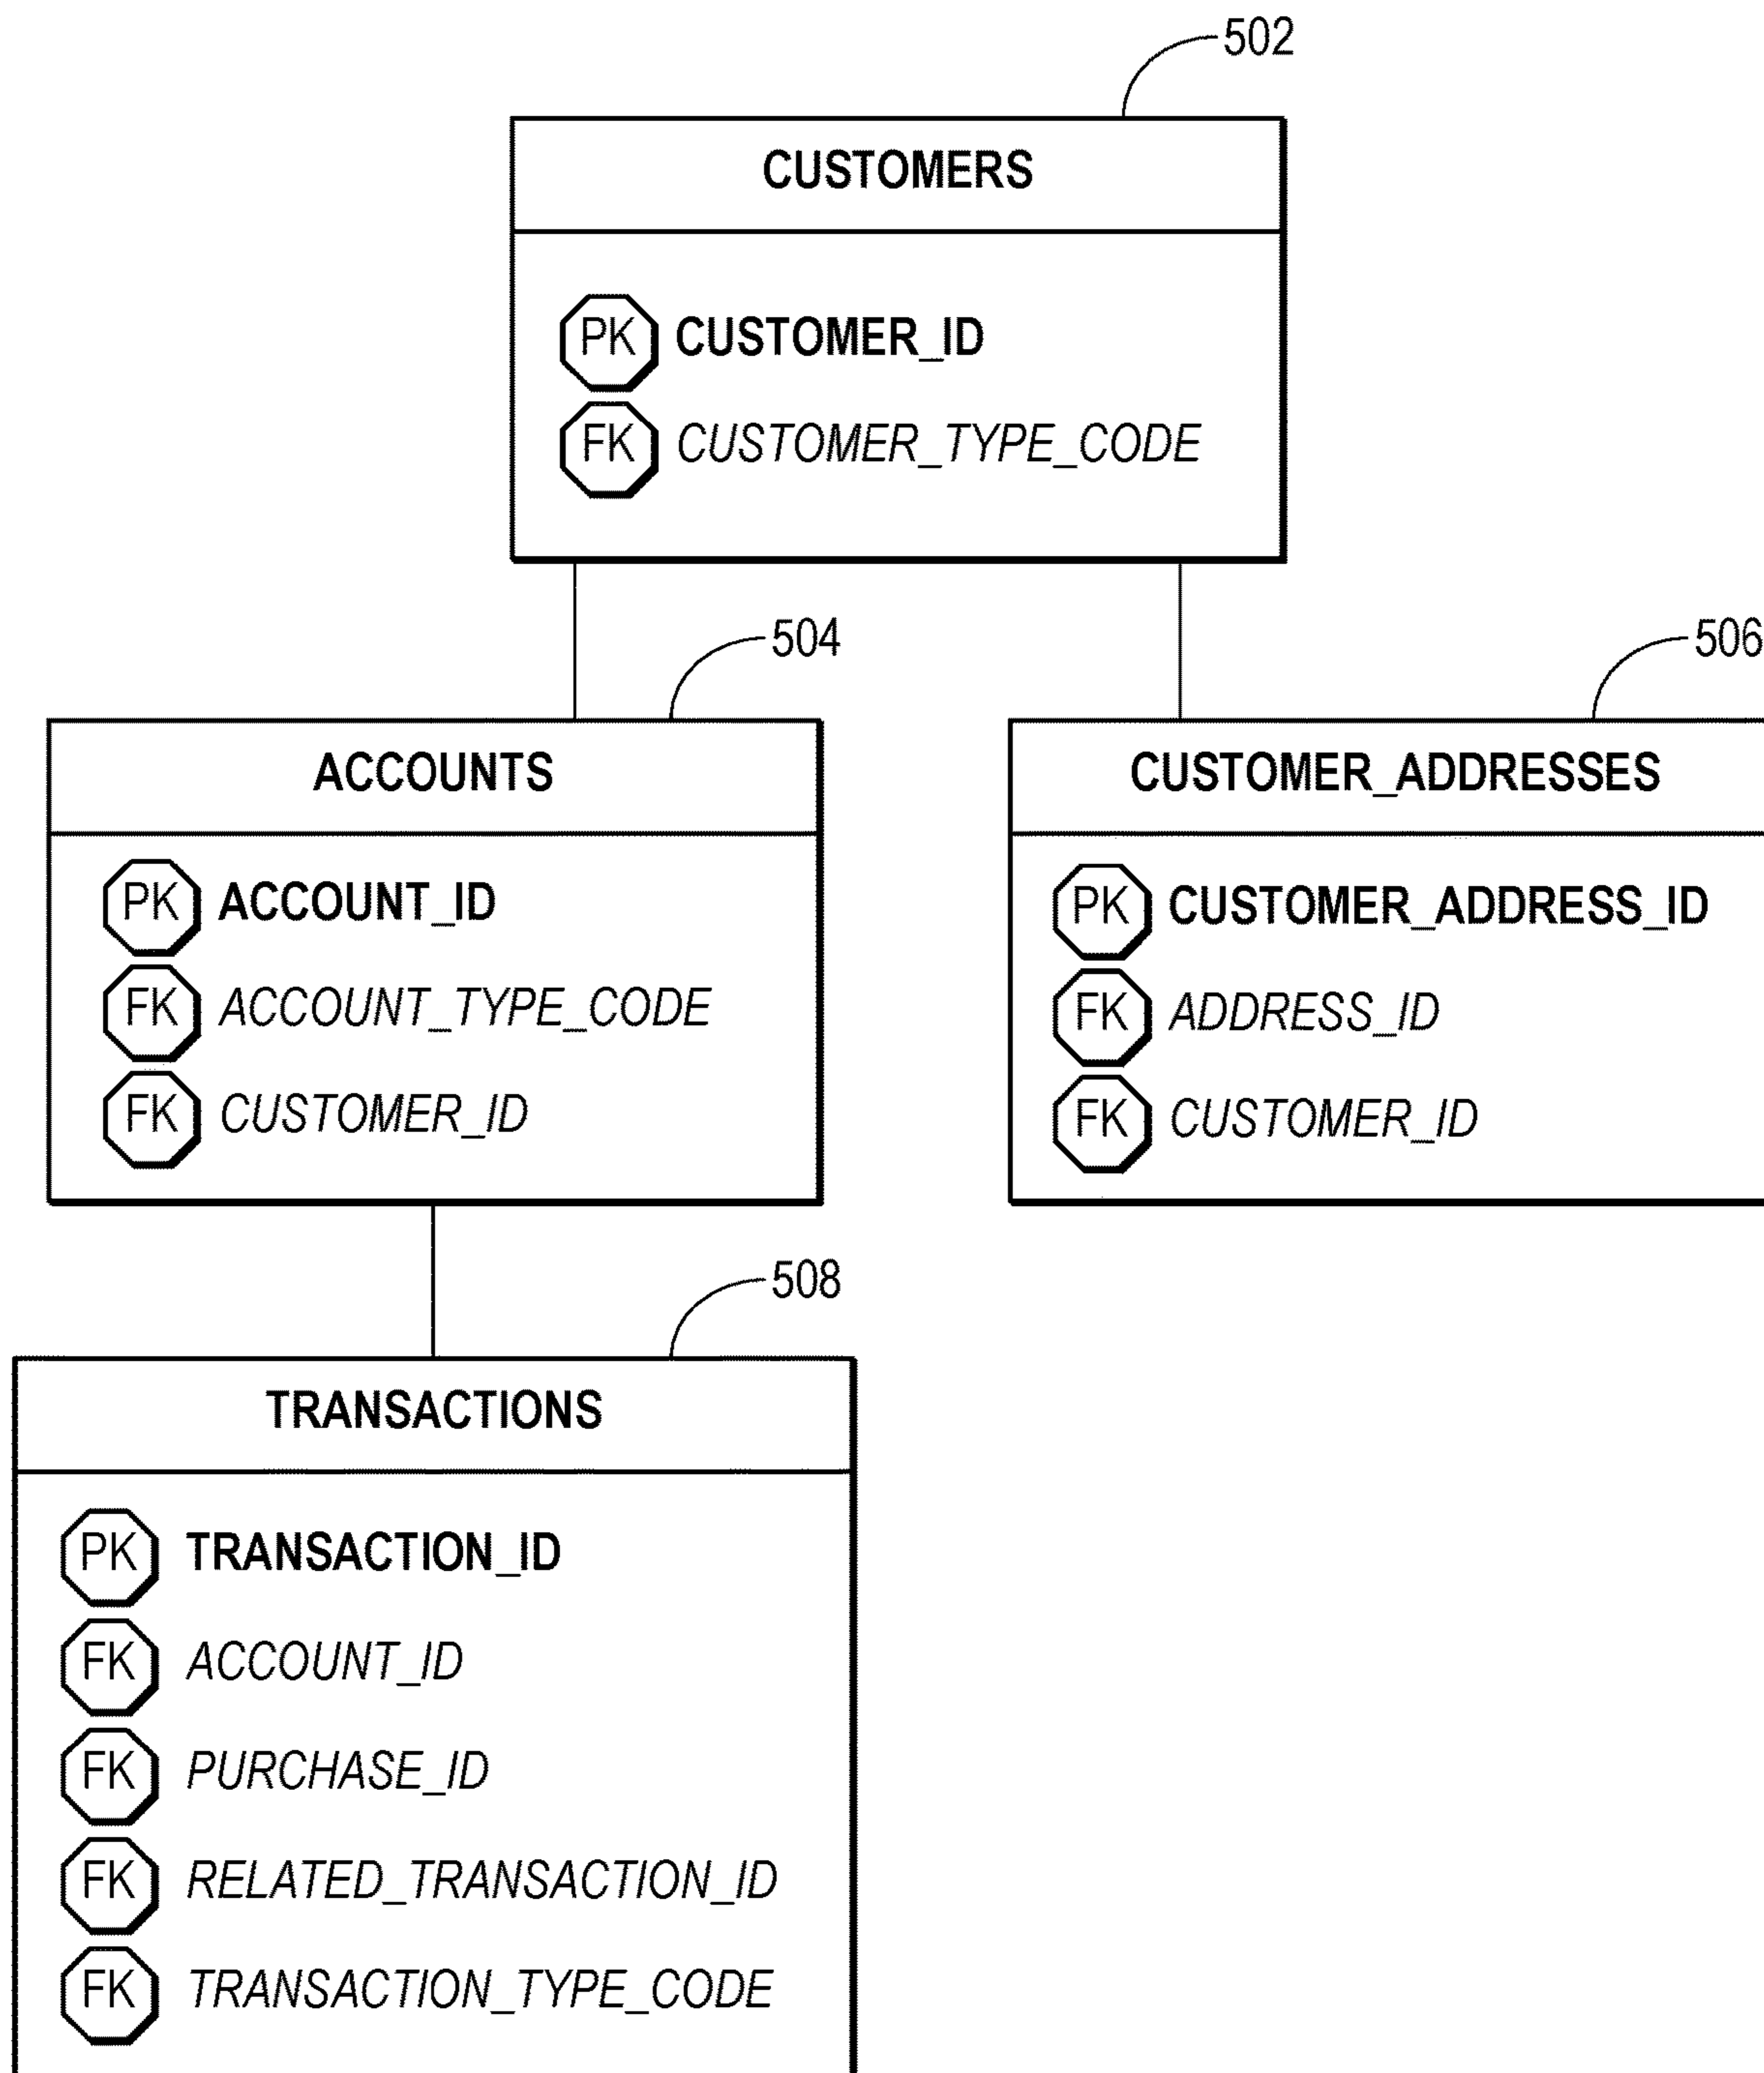 502
CUSTOMERS
PK CUSTOMER_ID
FK CUSTOMER_TYPE_CODE
504
ACCOUNTS
PK ACCOUNT_ID
FK ACCOUNT_TYPE_CODE
FK CUSTOMER_ID
506
CUSTOMER_ADDRESSES
PK CUSTOMER_ADDRESS_ID
FK ADDRESS_ID
FK CUSTOMER_ID
508
TRANSACTIONS
PK TRANSACTION_ID
FK ACCOUNT_ID
FK PURCHASE_ID
FK RELATED_TRANSACTION_ID
FK TRANSACTION_TYPE_CODE